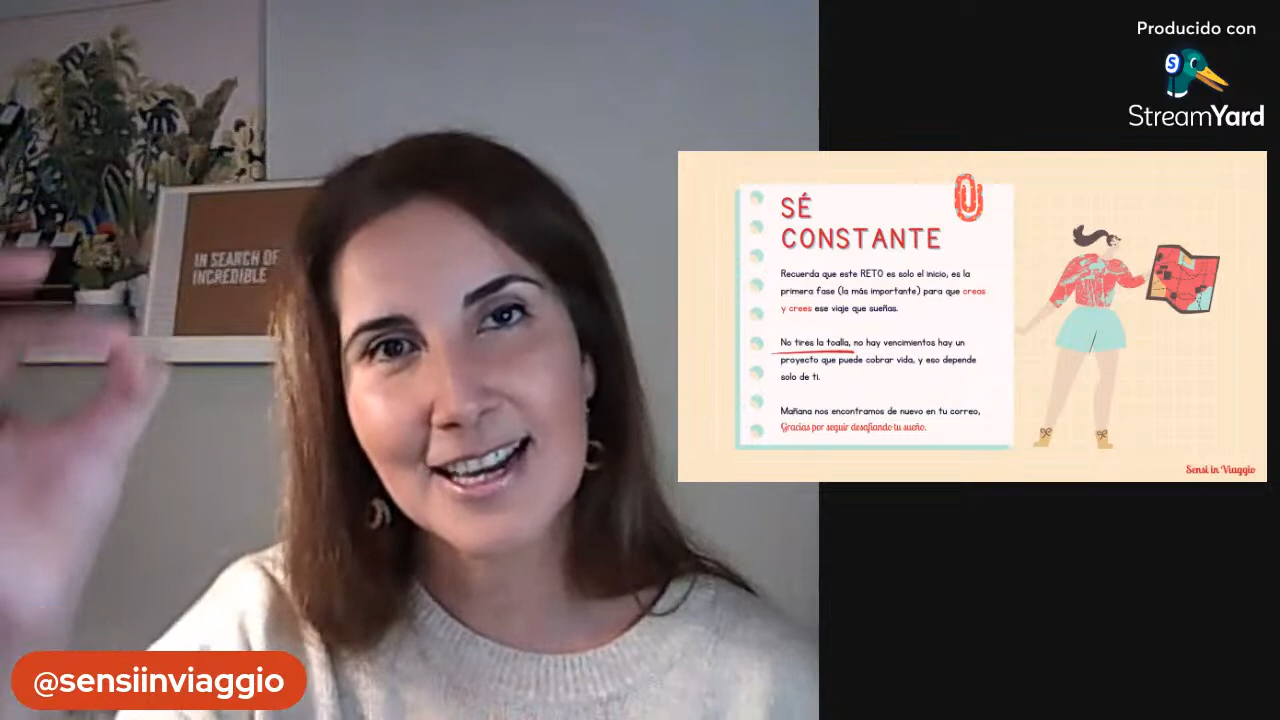 Producido con
StreamYard
IN SEARCH OF
INCREDIBLE
SÉ
CONSTANTE
Recuerda que este RETO es solo el inicio, es la
primera fase (la más importante) para que creas
y crees ese viaje que sueñas.
No tires la toalla, no hay vencimientos hay un
proyecto que puede cobrar vida, y eso depende
solo de ti.
Mañana nos encontramos de nuevo en tu correo,
Gracias por seguir desafiando tu sueño.
Sensi in Viaggio
@sensiinviaggio